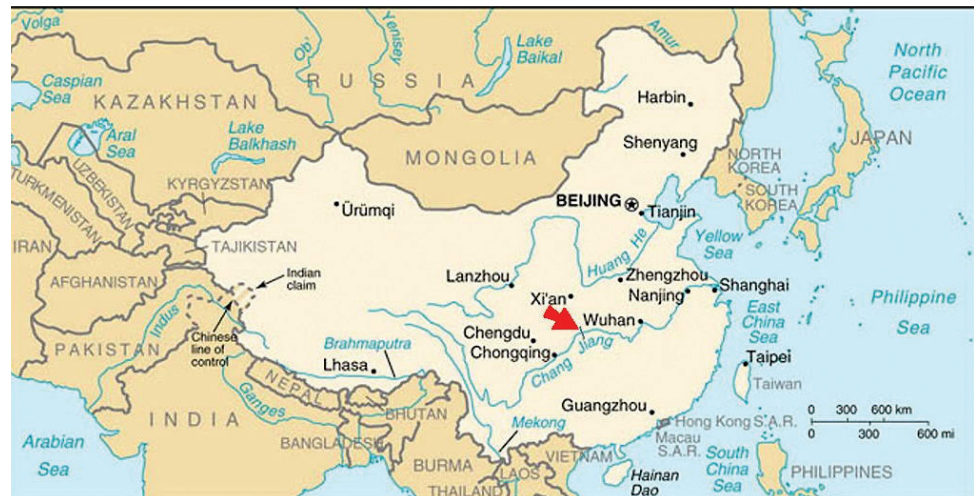 Volga
Ob'
Yenisey
Lake
Baikal
Amur
North
Pacific
Ocean
RUSSIA
Caspian
Sea
KAZAKHSTAN
Aral
Sea
Lake
Balkhash
MONGOLIA
Harbin
Shenyang
JAPAN
NORTH
KOREA
SOUTH
KOREA
UZBEKISTAN
TURKMENISTAN
KYRGYZSTAN
Ürümqi
BEIJING
Tianjin
Yellow
Sea
IRAN
TAJIKISTAN
AFGHANISTAN
Indian
claim
Lanzhou
Huang He
Zhengzhou
Nanjing
Shanghai
Xi'an
East
China
Sea
Philippine
Sea
Indus
Chinese
line of
control
PAKISTAN
Chengdu
Wuhan
Chongqing
Chang Jiang
Brahmaputra
Lhasa
Taipei
Taiwan
NEPAL
INDIA
Ganges
BHUTAN
BANGLADESH
Mekong
Guangzhou
Hong Kong S.A.R.
Macau
S.A.R.
0 300 600 km
0 300 600 mi
Arabian
Sea
BURMA
LAOS
VIETNAM
THAILAND
Hainan
Dao
South
China
Sea
PHILIPPINES